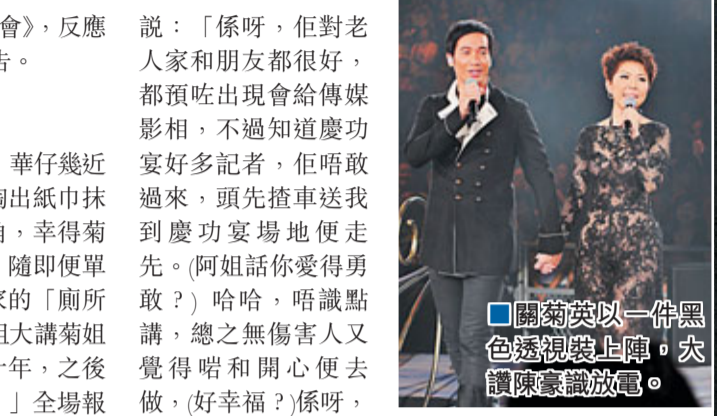 會》，反應
告。
華仔幾近
掏出紙巾抹
幸得菊
隨即便單
家的「廁所
姐大講菊姐
十年，之後
」全場報
説：「係呀，佢對老
人家和朋友都很好，
都預咗出現會給傳媒
影相，不過知道慶功
宴好多記者，佢唔敢
過來，頭先揸車送我
到慶功宴場地便走
先。(阿姐話你愛得勇
敢？) 哈哈，唔識點
講，總之無傷害人又
覺得啱和開心便去
做，(好幸福？)係呀，
■關菊英以一件黑
色透視裝上陣，大
讚陳豪識放電。